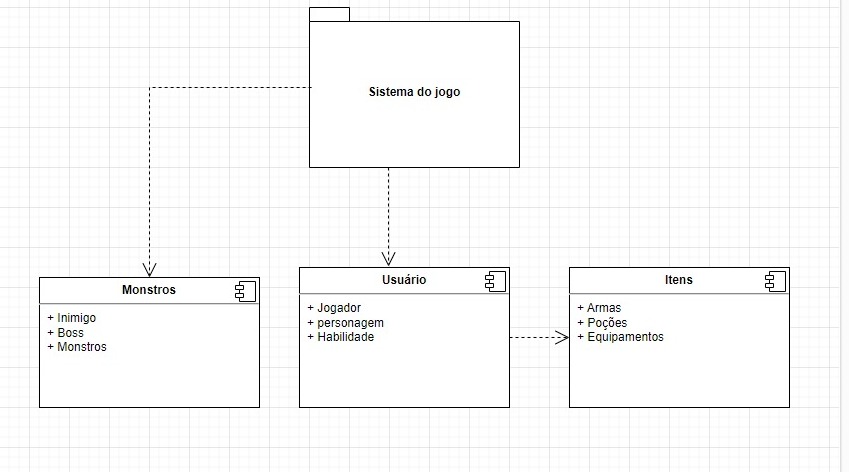 Sistema do jogo
Monstros
+ Inimigo
+ Boss
+ Monstros
Usuário
+ Jogador
+ personagem
+ Habilidade
Itens
+ Armas
+ Poções
+ Equipamentos